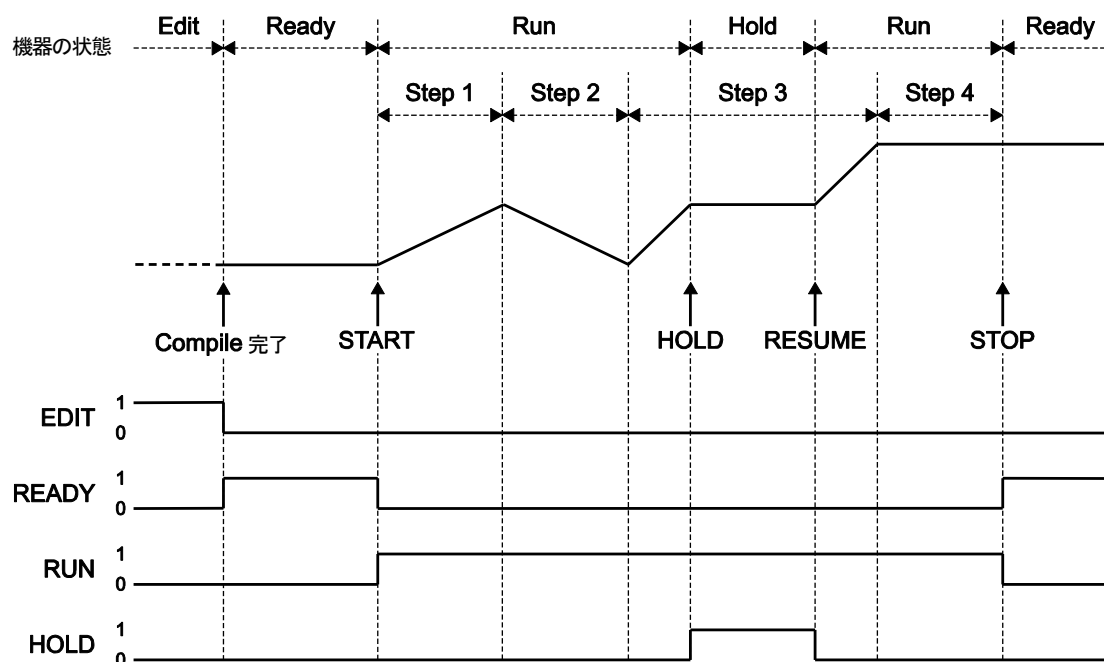 Edit Ready Run Hold Run Ready
機器の状態
Step 1 Step 2 Step 3 Step 4
Compile 完了 START HOLD RESUME STOP
EDIT 1
0
READY 1
0
RUN 1
0
HOLD 1
0